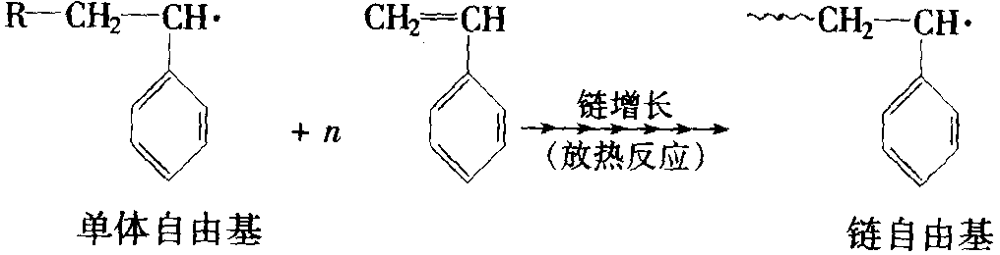 R—CH₂—CH· + n CH₂=CH 链增长 ~~~CH₂—CH·
(放热反应)
单体自由基 链自由基